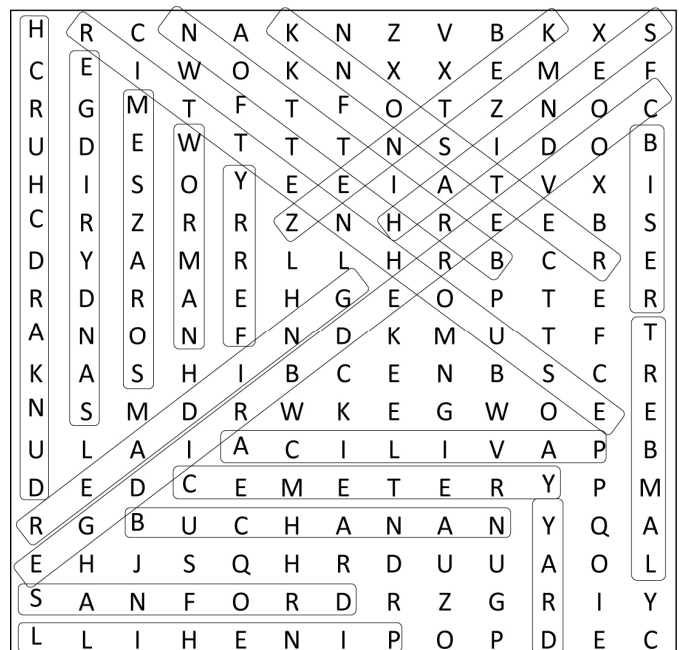 H R C N A K N Z V B K X S
C E I W O K N X X E M E F
R G M T F T F O T Z N O C
U D E W T T T N S I D O B
H I S O Y E E I A T V X I
C R Z R R Z N H R E E B S
D Y A M R L L H R B C R E
R D R A E H G E O P T E R
A N O N F N D K M U T F T
K A S H I B C E N B S C R
N S M D R W K E G W O E E
U L A I A C I L I V A P B
D E D C E M E T E R Y P M
R G B U C H A N A N Y Q A
E H J S Q H R D U U A O L
S A N F O R D R Z G R I Y
L L I H E N I P O P D E C